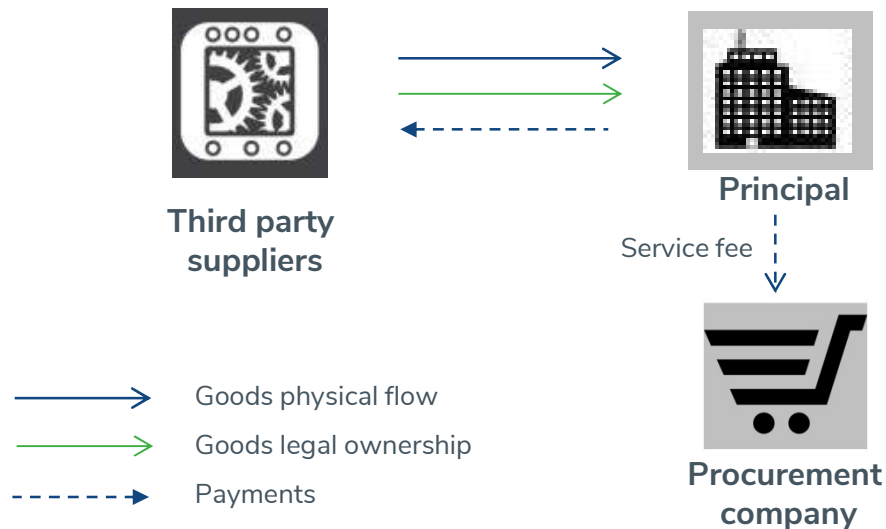 Third party
suppliers
Principal
Service fee
Procurement
company
Goods physical flow
Goods legal ownership
Payments